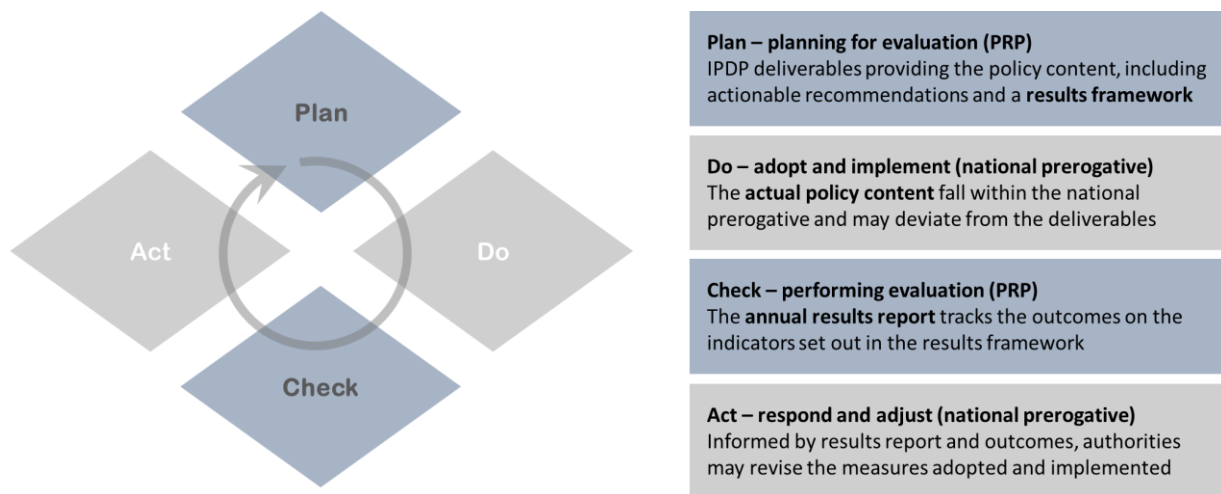 Plan
Act
Do
Check
Plan – planning for evaluation (PRP)
IPDP deliverables providing the policy content, including
actionable recommendations and a results framework
Do – adopt and implement (national prerogative)
The actual policy content fall within the national
prerogative and may deviate from the deliverables
Check – performing evaluation (PRP)
The annual results report tracks the outcomes on the
indicators set out in the results framework
Act – respond and adjust (national prerogative)
Informed by results report and outcomes, authorities
may revise the measures adopted and implemented